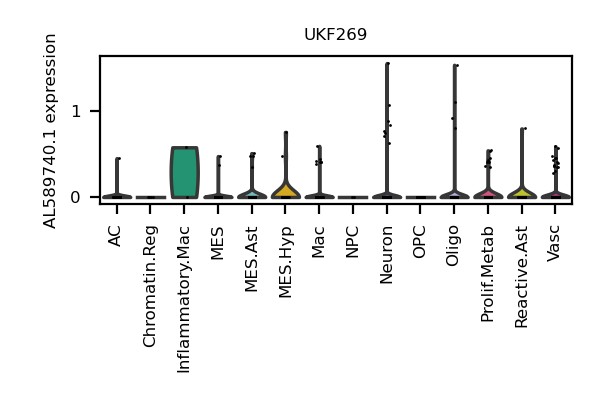 UKF269
AL589740.1 expression
1
0
AC
Chromatin.Reg
Inflammatory.Mac
MES
MES.Ast
MES.Hyp
Mac
NPC
Neuron
OPC
Oligo
Prolif.Metab
Reactive.Ast
Vasc